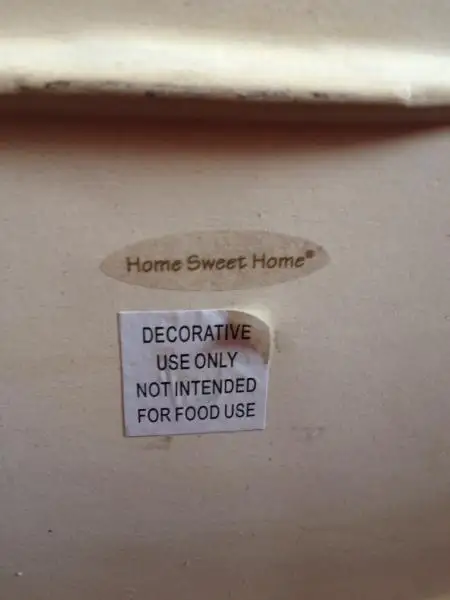 Home Sweet Home®
DECORATIVE
USE ONLY
NOT INTENDED
FOR FOOD USE